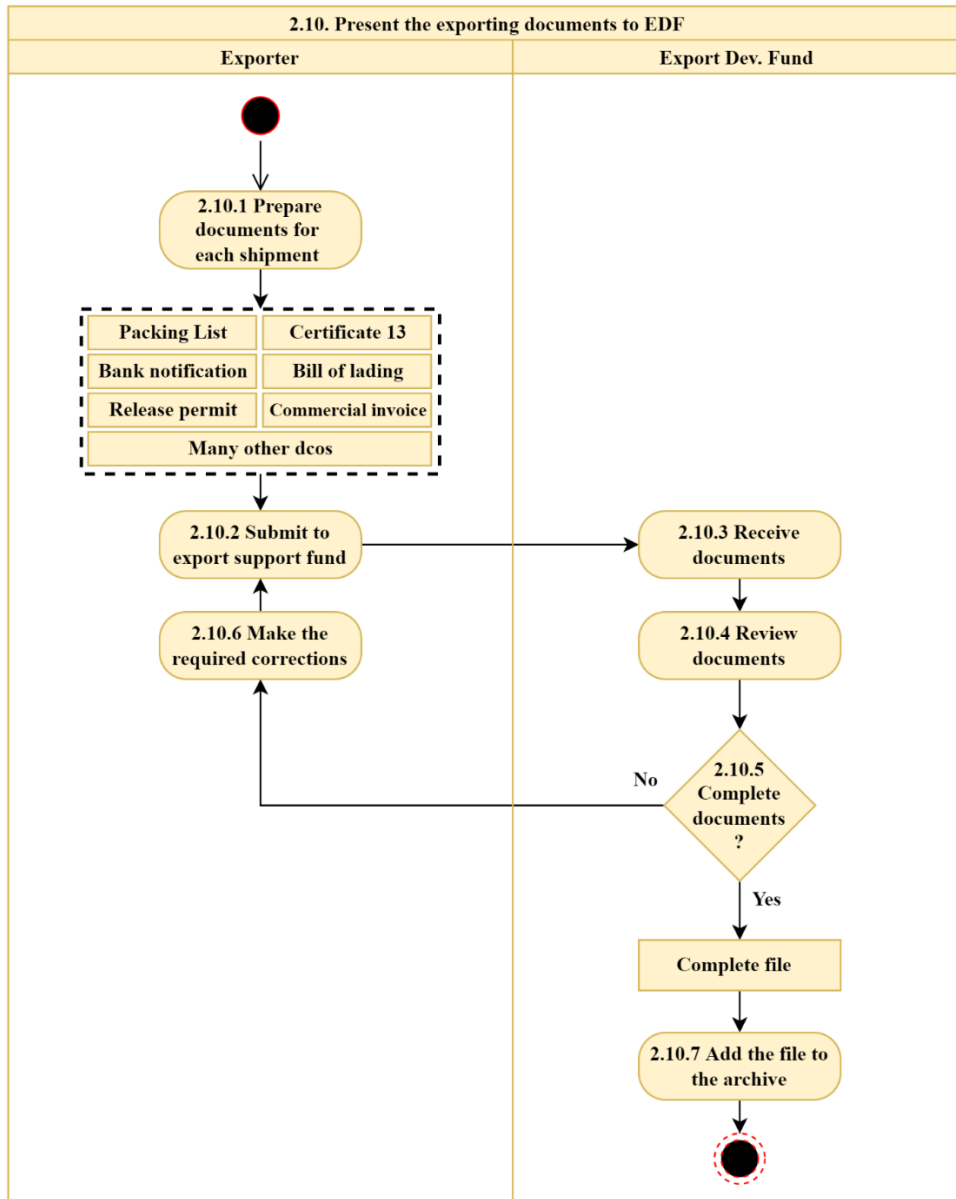 2.10. Present the exporting documents to EDF
Exporter
Export Dev. Fund
2.10.1 Prepare
documents for
each shipment
Packing List
Certificate 13
Bank notification
Bill of lading
Release permit
Commercial invoice
Many other dcos
2.10.2 Submit to
export support fund
2.10.3 Receive
documents
2.10.6 Make the
required corrections
2.10.4 Review
documents
No
2.10.5
Complete
documents
?
Yes
Complete file
2.10.7 Add the file to
the archive